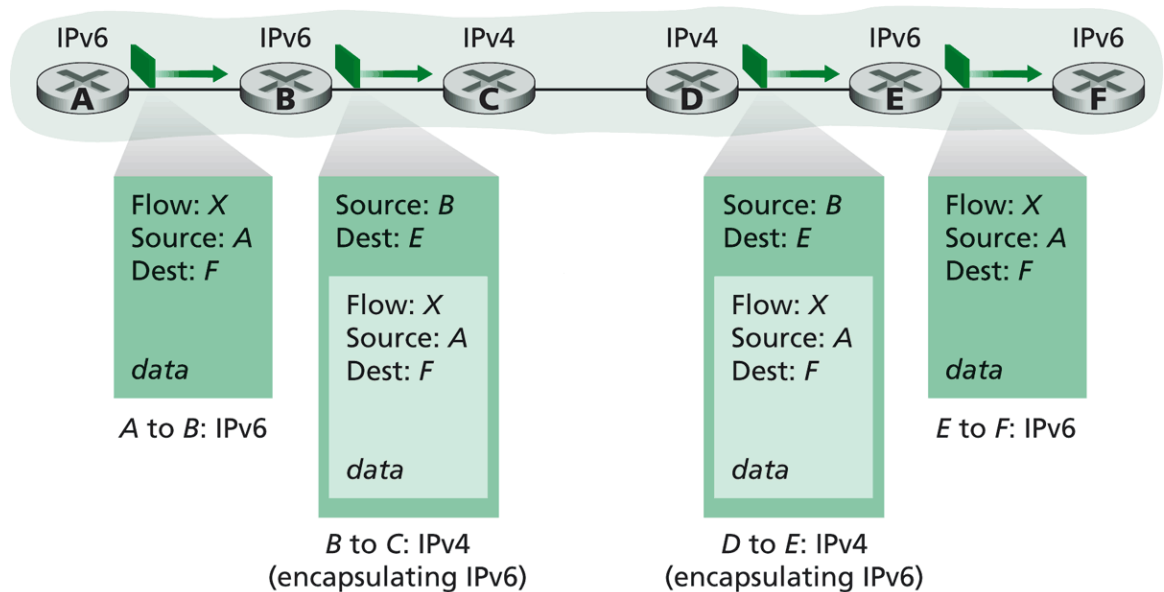 IPv6 IPv6 IPv4 IPv4 IPv6 IPv6
A B C D E F
Flow: X
Source: A
Dest: F
data
A to B: IPv6
Source: B
Dest: E
Flow: X
Source: A
Dest: F
data
B to C: IPv4
(encapsulating IPv6)
Source: B
Dest: E
Flow: X
Source: A
Dest: F
data
D to E: IPv4
(encapsulating IPv6)
Flow: X
Source: A
Dest: F
data
E to F: IPv6